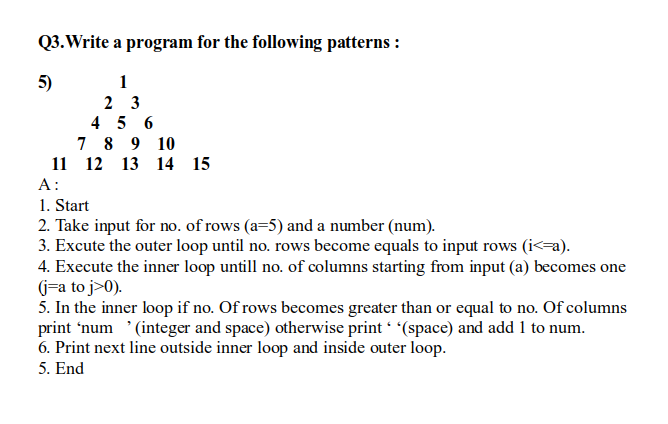 Q3.Write a program for the following patterns :
5) 1
2 3
4 5 6
7 8 9 10
11 12 13 14 15
A :
1. Start
2. Take input for no. of rows (a=5) and a number (num).
3. Excute the outer loop until no. rows become equals to input rows (i<=a).
4. Execute the inner loop untill no. of columns starting from input (a) becomes one
(j=a to j>0).
5. In the inner loop if no. Of rows becomes greater than or equal to no. Of columns
print ‘num ’ (integer and space) otherwise print ‘ ‘(space) and add 1 to num.
6. Print next line outside inner loop and inside outer loop.
5. End